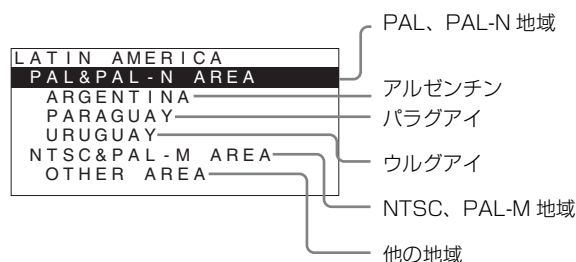 LATIN AMERICA
PAL&PAL-N AREA
ARGENTINA
PARAGUAY
URUGUAY
NTSC&PAL-M AREA
OTHER AREA
PAL、PAL-N 地域
アルゼンチン
パラグアイ
ウルグアイ
NTSC、PAL-M 地域
他の地域